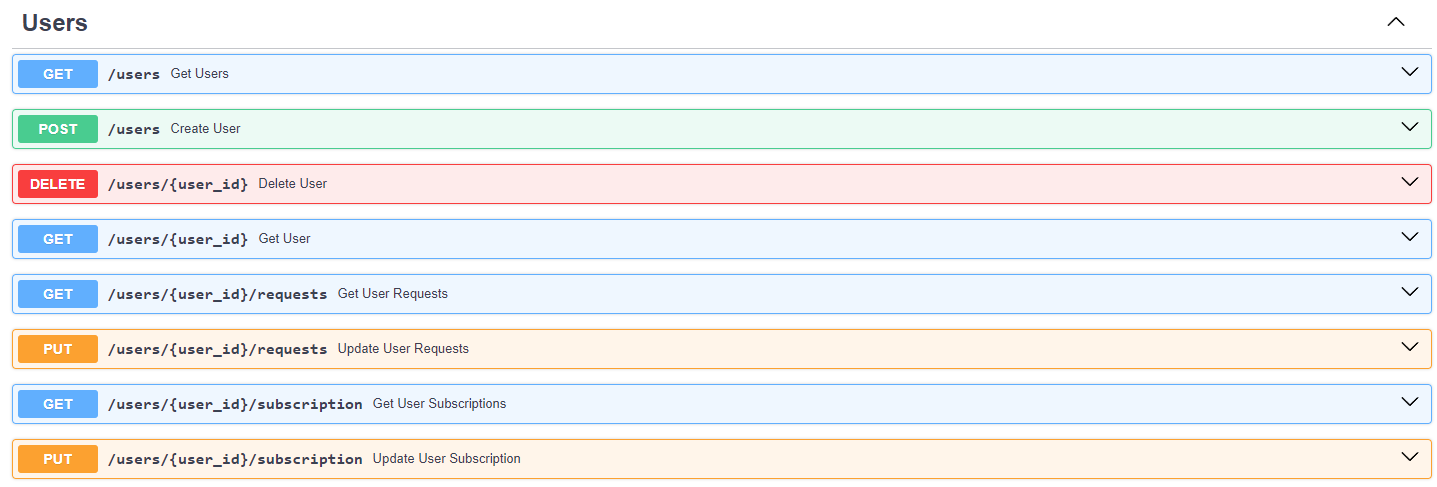 Users
GET /users Get Users
POST /users Create User
DELETE /users/{user_id} Delete User
GET /users/{user_id} Get User
GET /users/{user_id}/requests Get User Requests
PUT /users/{user_id}/requests Update User Requests
GET /users/{user_id}/subscription Get User Subscriptions
PUT /users/{user_id}/subscription Update User Subscription